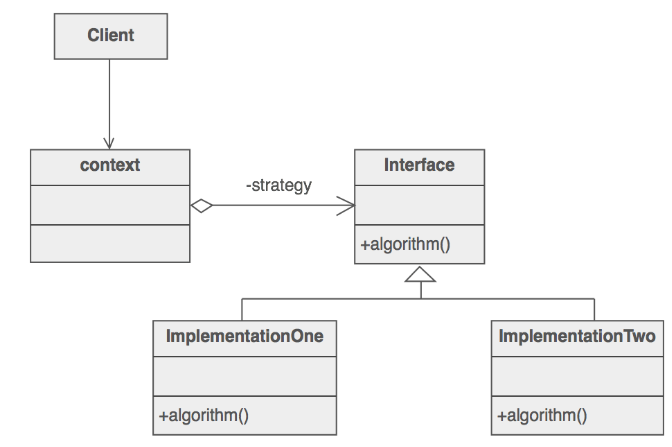 Client
context
-strategy
Interface
+algorithm()
ImplementationOne
+algorithm()
ImplementationTwo
+algorithm()